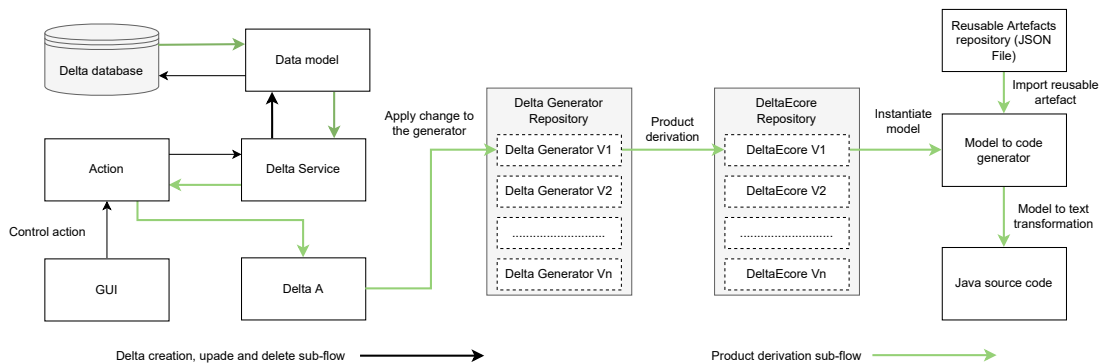 Delta database
Data model
Action
Delta Service
Control action
GUI
Delta A
Apply change to
the generator
Delta Generator
Repository
Delta Generator V1
Delta Generator V2
..........................
Delta Generator Vn
Product
derivation
DeltaEcore
Repository
DeltaEcore V1
DeltaEcore V2
..........................
DeltaEcore Vn
Instantiate
model
Reusable Artefacts
repository (JSON
File)
Import reusable
artefact
Model to code
generator
Model to text
transformation
Java source code
Delta creation, upade and delete sub-flow
Product derivation sub-flow